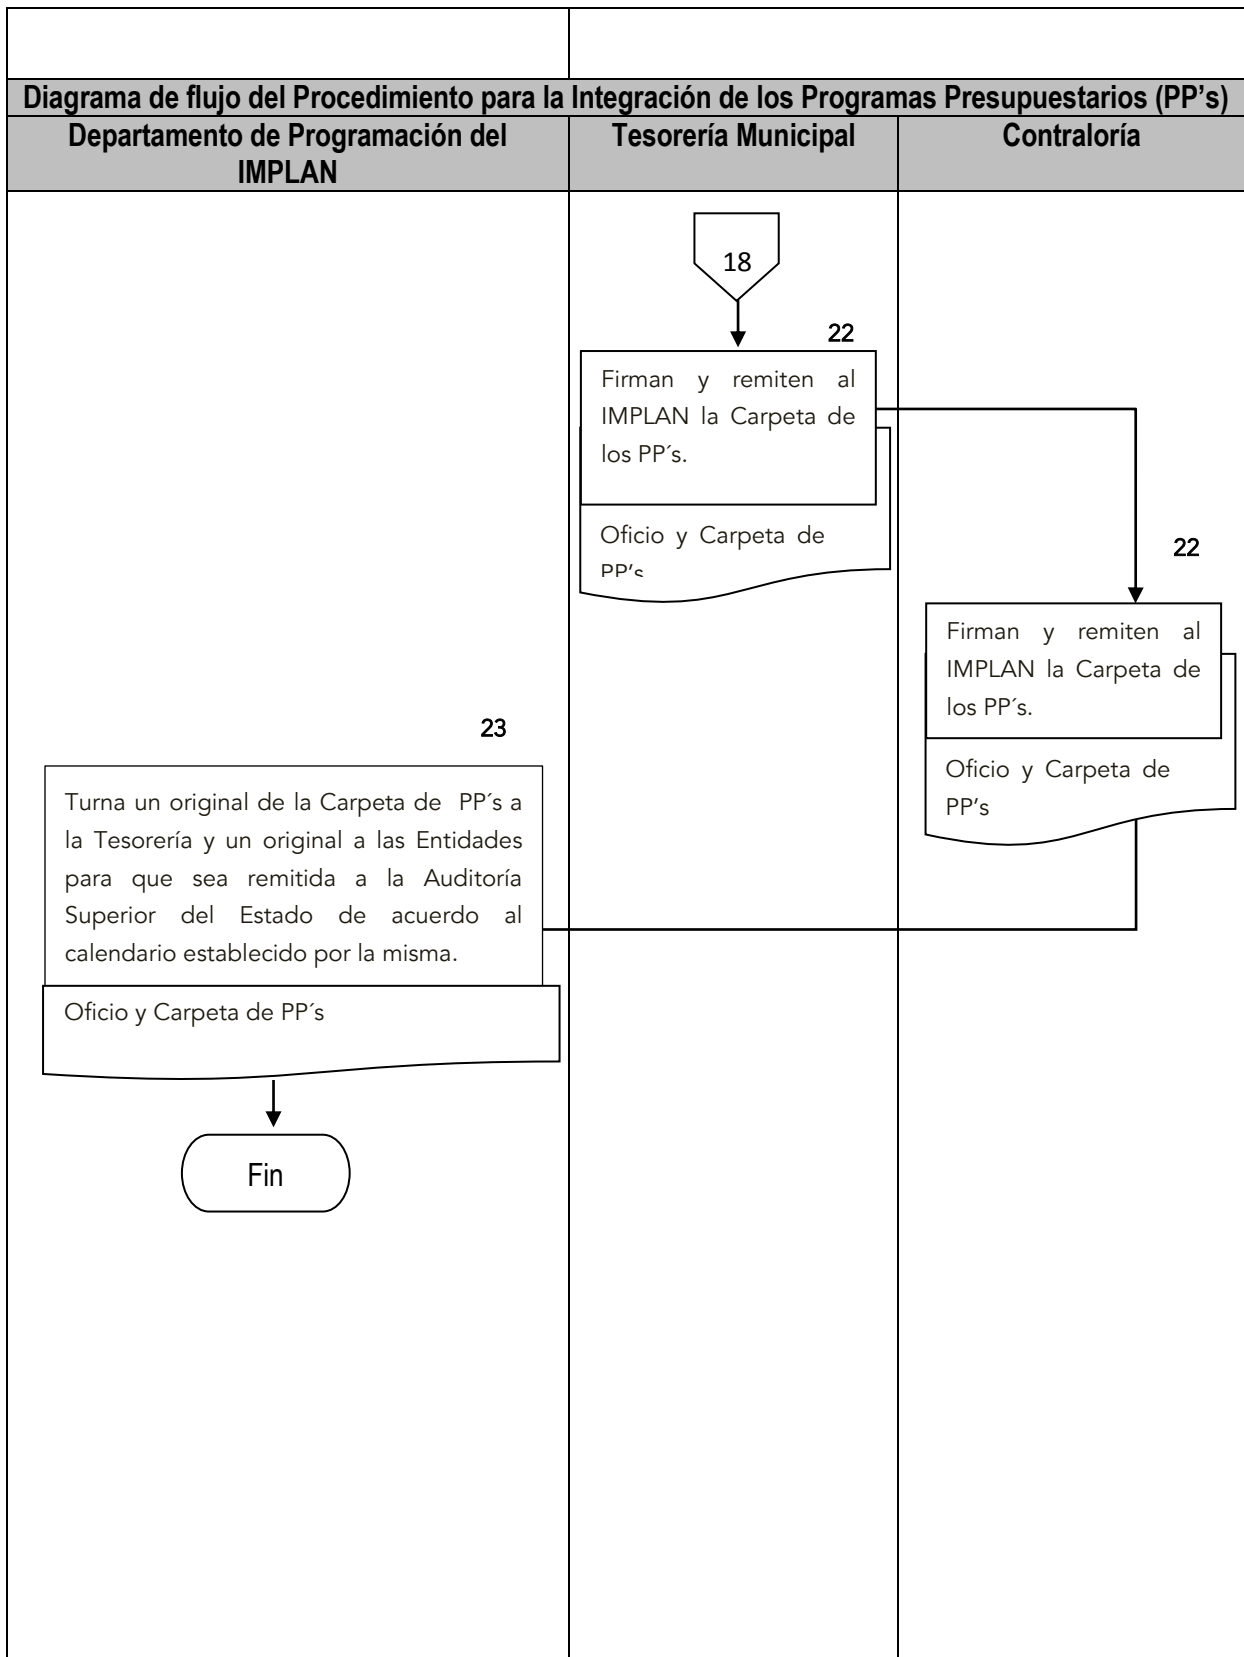 Diagrama de flujo del Procedimiento para la Integración de los Programas Presupuestarios (PP’s)
Departamento de Programación del
IMPLAN
Tesorería Municipal
Contraloría
18
22
Firman y remiten al
IMPLAN la Carpeta de
los PP´s.
Oficio y Carpeta de
PP’s
22
Firman y remiten al
IMPLAN la Carpeta de
los PP´s.
Oficio y Carpeta de
PP’s
23
Turna un original de la Carpeta de PP´s a
la Tesorería y un original a las Entidades
para que sea remitida a la Auditoría
Superior del Estado de acuerdo al
calendario establecido por la misma.
Oficio y Carpeta de PP´s
Fin